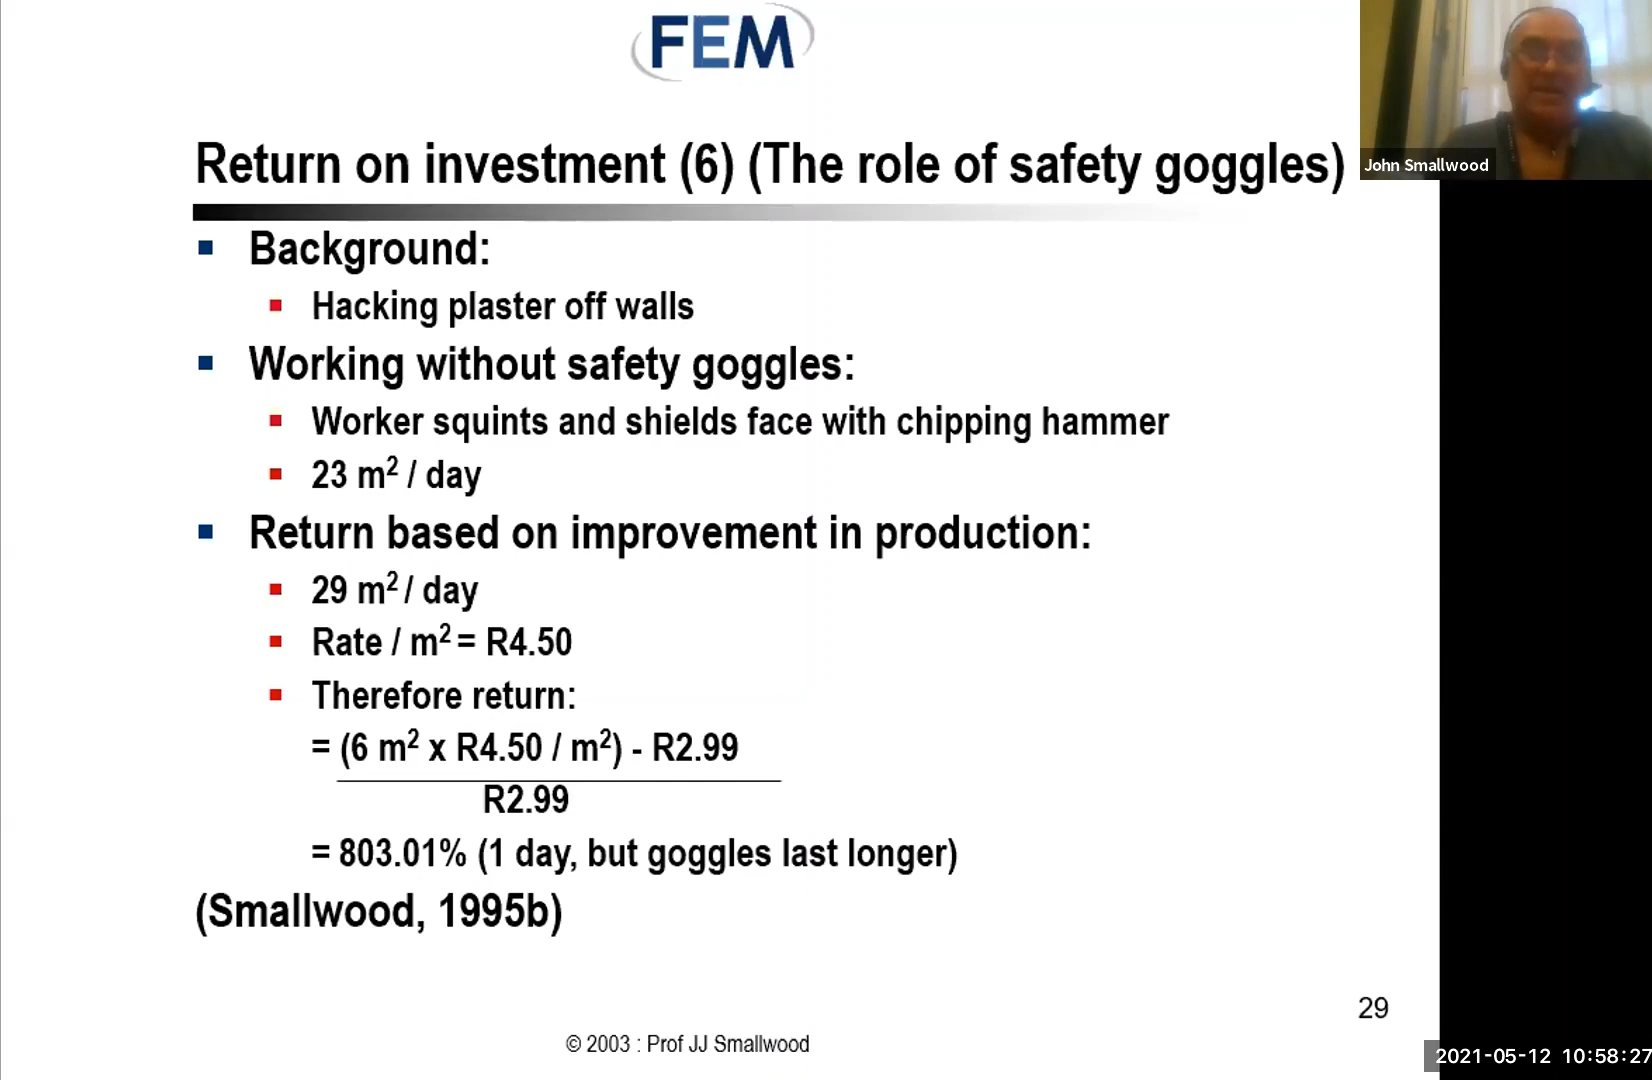 FEM
Return on investment (6) (The role of safety goggles)
John Smallwood
Background:
Hacking plaster off walls
Working without safety goggles:
Worker squints and shields face with chipping hammer
23 m² / day
Return based on improvement in production:
29 m² / day
Rate / m² = R4.50
Therefore return:
= (6 m² x R4.50 / m²) - R2.99
R2.99
= 803.01% (1 day, but goggles last longer)
(Smallwood, 1995b)
29
© 2003 : Prof JJ Smallwood
2021-05-12 10:58:27